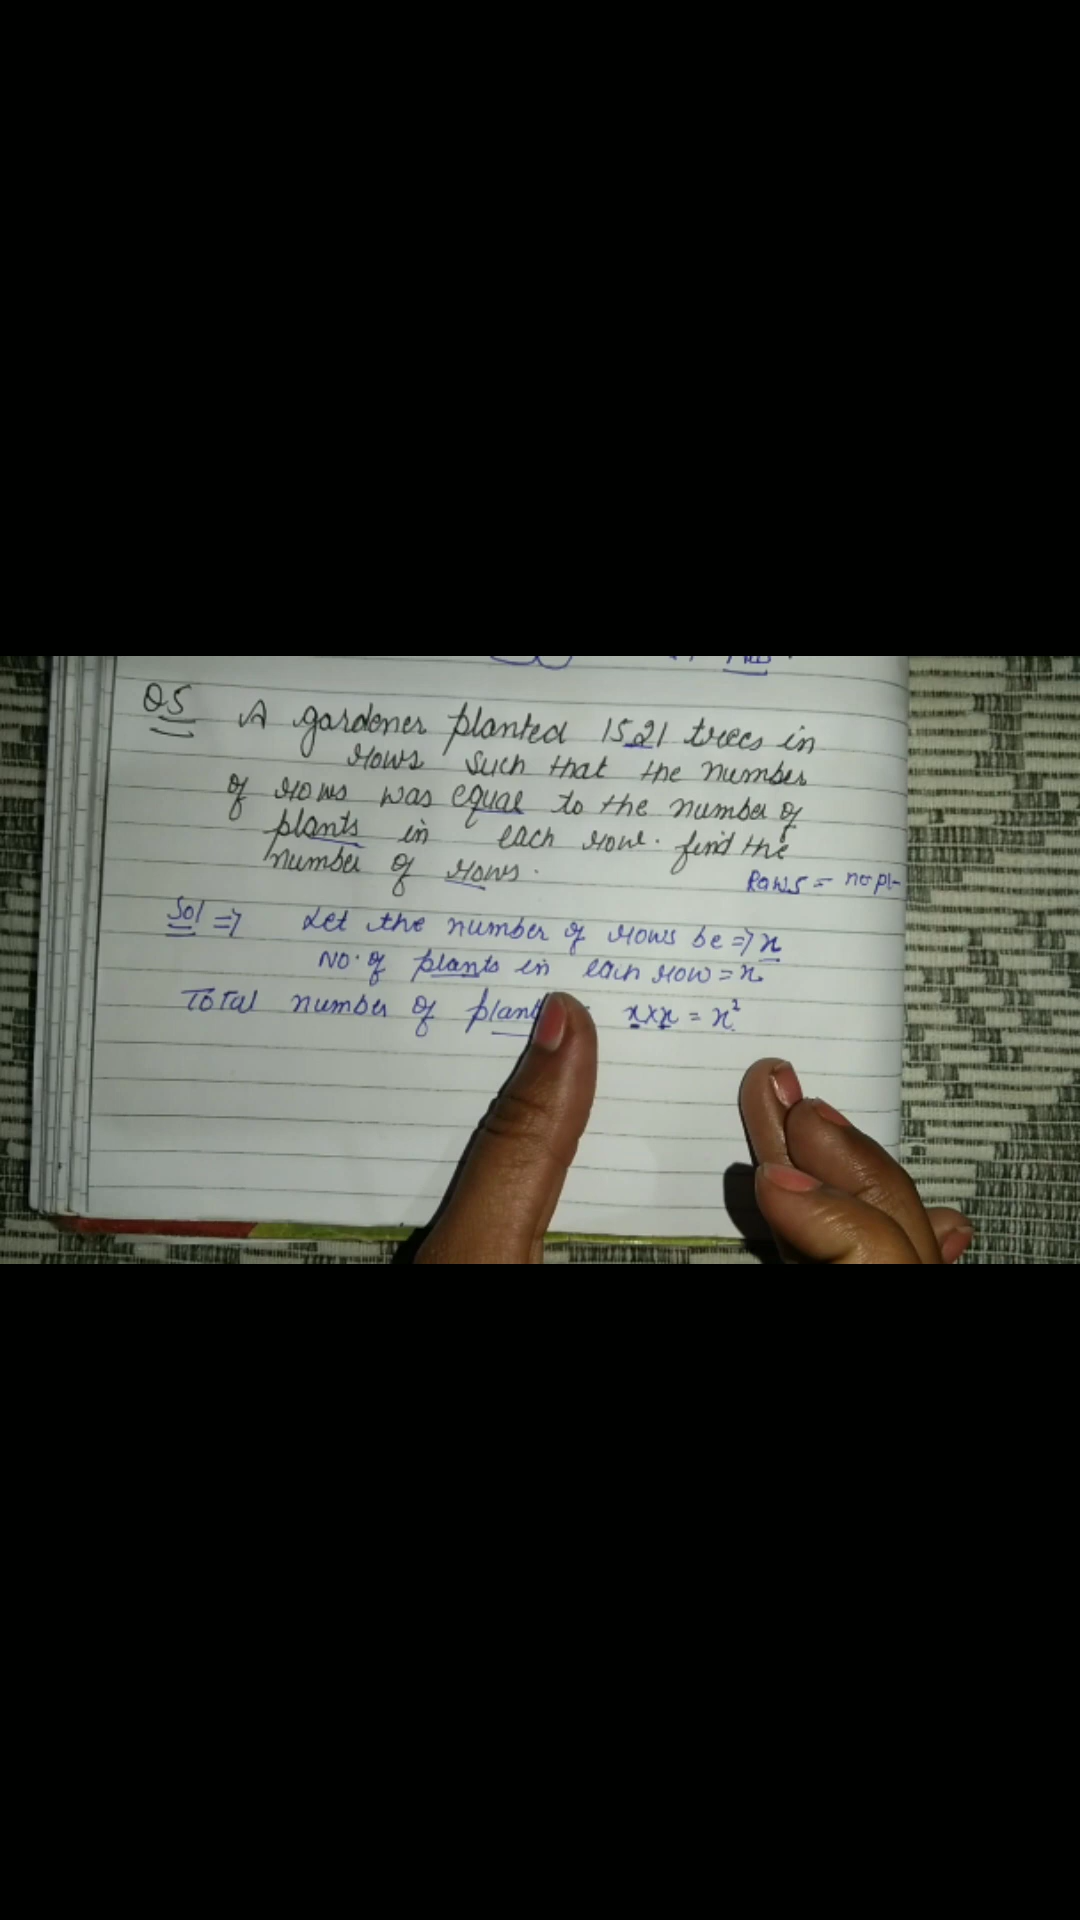 Q5 A gardener planted 1521 trees in
rows such that the number
of rows was equal to the number of
plants in each row. find the
number of rows.
Rows = no pl-
Sol => Let the number of rows be => x
No. of plants in each row = x
Total number of plant x×x = x²